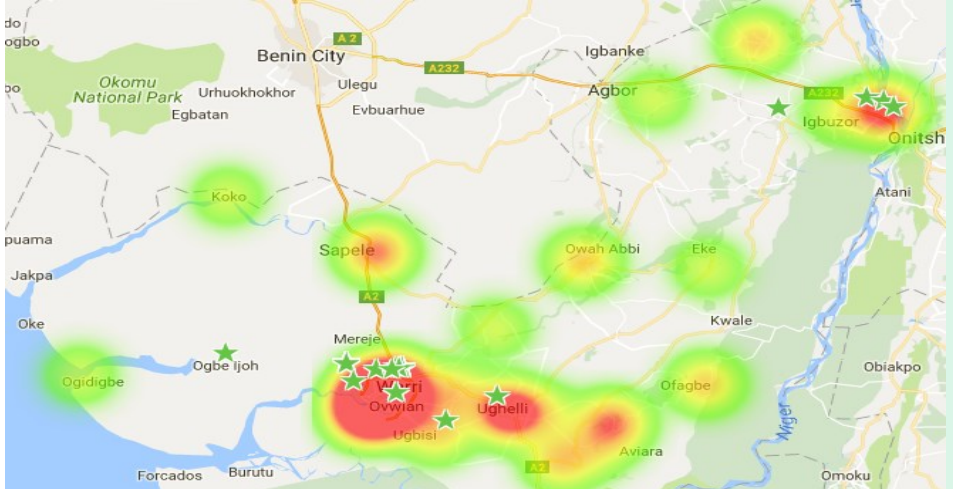 do
ogbo
A 2
Benin City
Igbanke
A232
Okomu
National Park
Ulegu
Agbor
bo
Urhuokhokhor
Evbuarhue
A232
Egbatan
Igbuzor
Onitsh
Koko
Atani
puama
Sapele
Owah Abbi
Eke
Jakpa
A2
Oke
Mereje
Kwale
Ogbe Ijoh
Obiakpo
Ogidigbe
Warri
Ofagbe
Ovwian
Ughelli
Niger
Ugbisi
Aviara
Forcados
Burutu
A2
Omoku